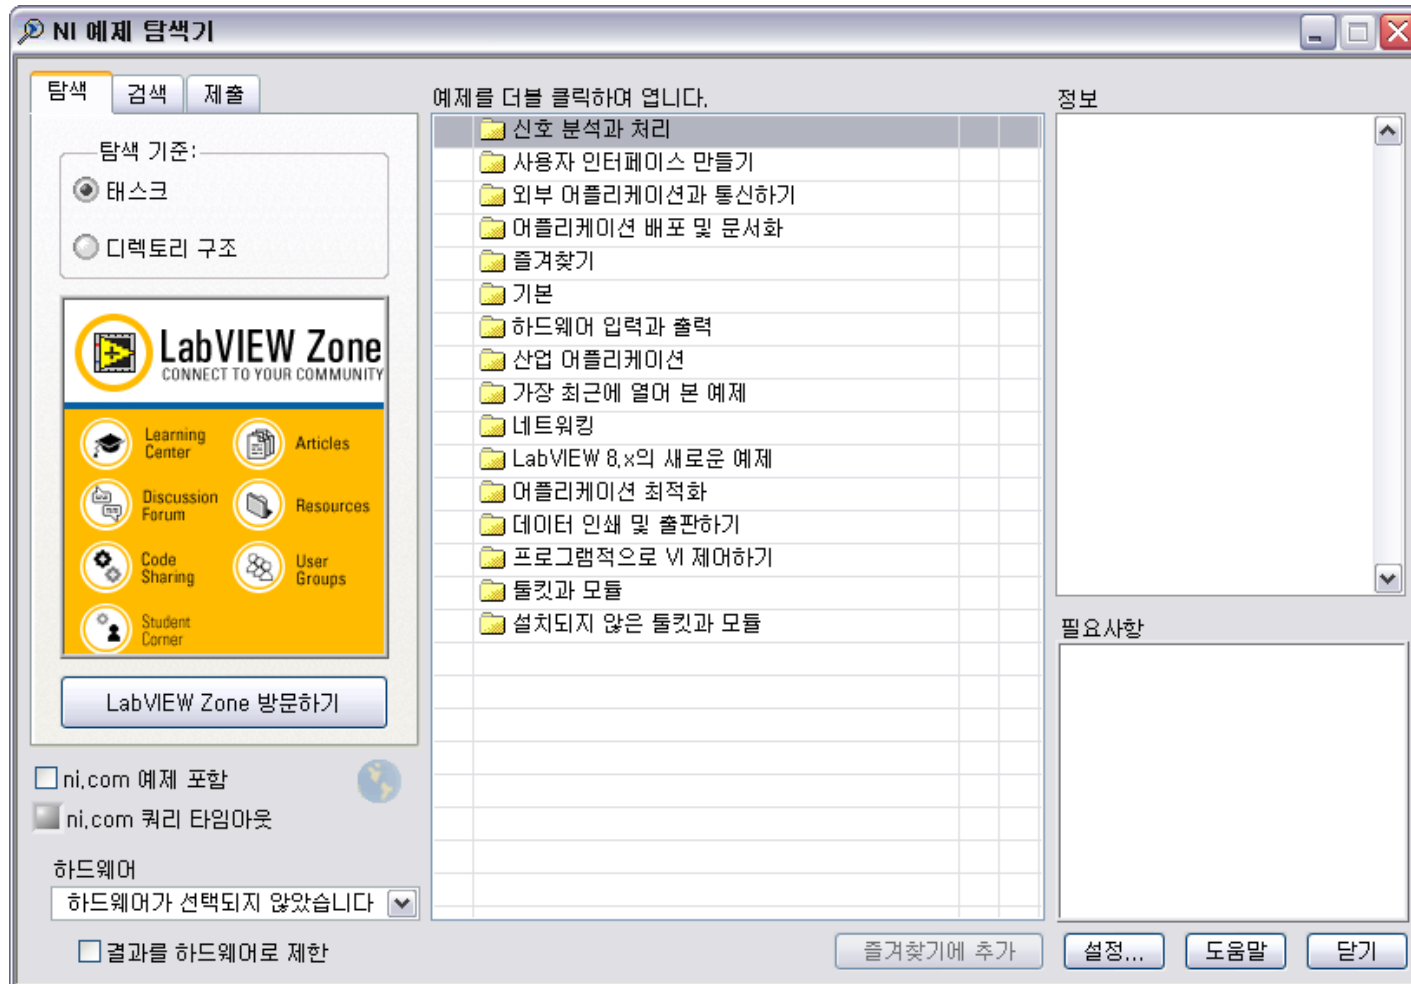 NI 예제 탐색기
탐색
검색
제출
탐색 기준:
태스크
디렉토리 구조
LabVIEW Zone
CONNECT TO YOUR COMMUNITY
Learning Center
Articles
Discussion Forum
Resources
Code Sharing
User Groups
Student Corner
LabVIEW Zone 방문하기
ni.com 예제 포함
ni.com 쿼리 타임아웃
하드웨어
하드웨어가 선택되지 않았습니다
결과를 하드웨어로 제한
예제를 더블 클릭하여 엽니다.
신호 분석과 처리
사용자 인터페이스 만들기
외부 어플리케이션과 통신하기
어플리케이션 배포 및 문서화
즐겨찾기
기본
하드웨어 입력과 출력
산업 어플리케이션
가장 최근에 열어 본 예제
네트워킹
LabVIEW 8.x의 새로운 예제
어플리케이션 최적화
데이터 인쇄 및 출판하기
프로그램적으로 VI 제어하기
툴킷과 모듈
설치되지 않은 툴킷과 모듈
정보
필요사항
즐겨찾기에 추가
설정...
도움말
닫기